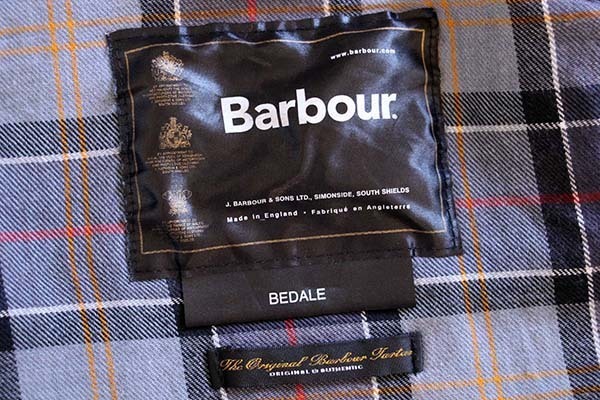 www.barbour.com
Barbour.
J. BARBOUR & SONS LTD., SIMONSIDE, SOUTH SHIELDS
Made in England • Fabriqué en Angleterre
BEDALE
The Original Barbour Tartan
ORIGINAL & AUTHENTIC